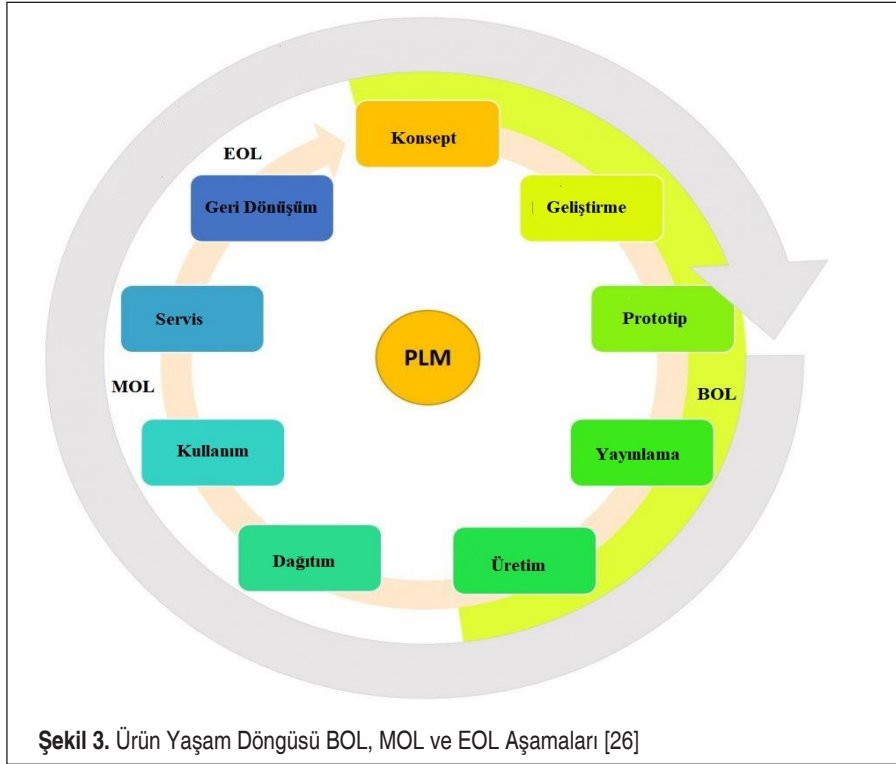 Konsept
EOL
Geri Dönüşüm
Geliştirme
Servis
Prototip
PLM
MOL
BOL
Kullanım
Yayınlama
Dağıtım
Üretim
Şekil 3. Ürün Yaşam Döngüsü BOL, MOL ve EOL Aşamaları [26]